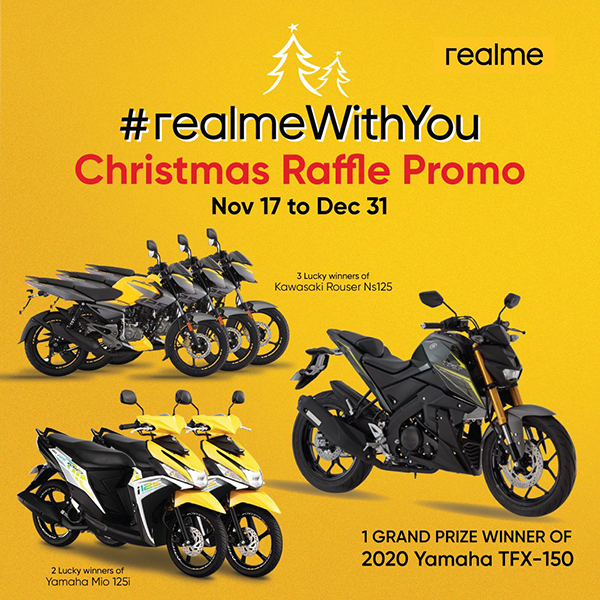 realme
#realmeWithYou
Christmas Raffle Promo
Nov 17 to Dec 31
3 Lucky winners of
Kawasaki Rouser Ns125
2 Lucky winners of
Yamaha Mio 125i
1 GRAND PRIZE WINNER OF
2020 Yamaha TFX-150